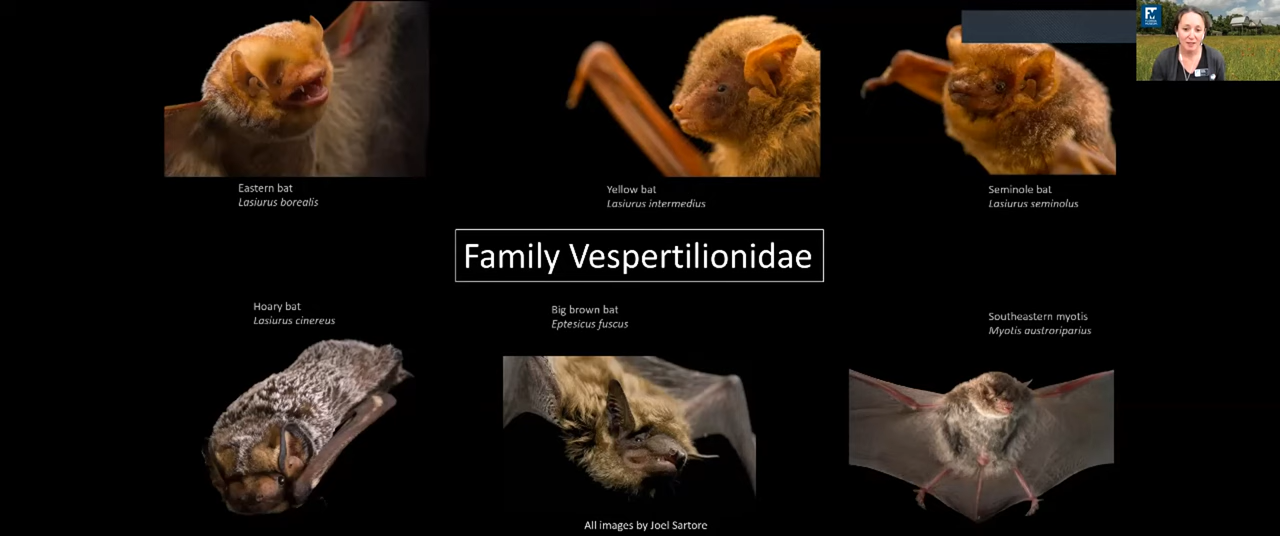 Eastern bat
Lasiurus borealis
Yellow bat
Lasiurus intermedius
Seminole bat
Lasiurus seminolus
Family Vespertilionidae
Hoary bat
Lasiurus cinereus
Big brown bat
Eptesicus fuscus
Southeastern myotis
Myotis austroriparius
All images by Joel Sartore